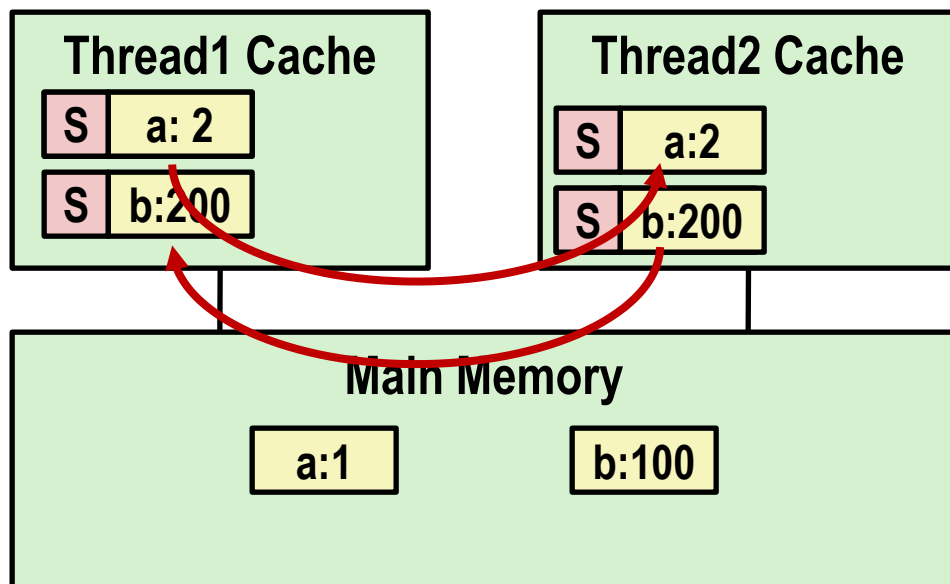 Thread1 Cache
S a: 2
S b:200
Thread2 Cache
S a:2
S b:200
Main Memory
a:1
b:100